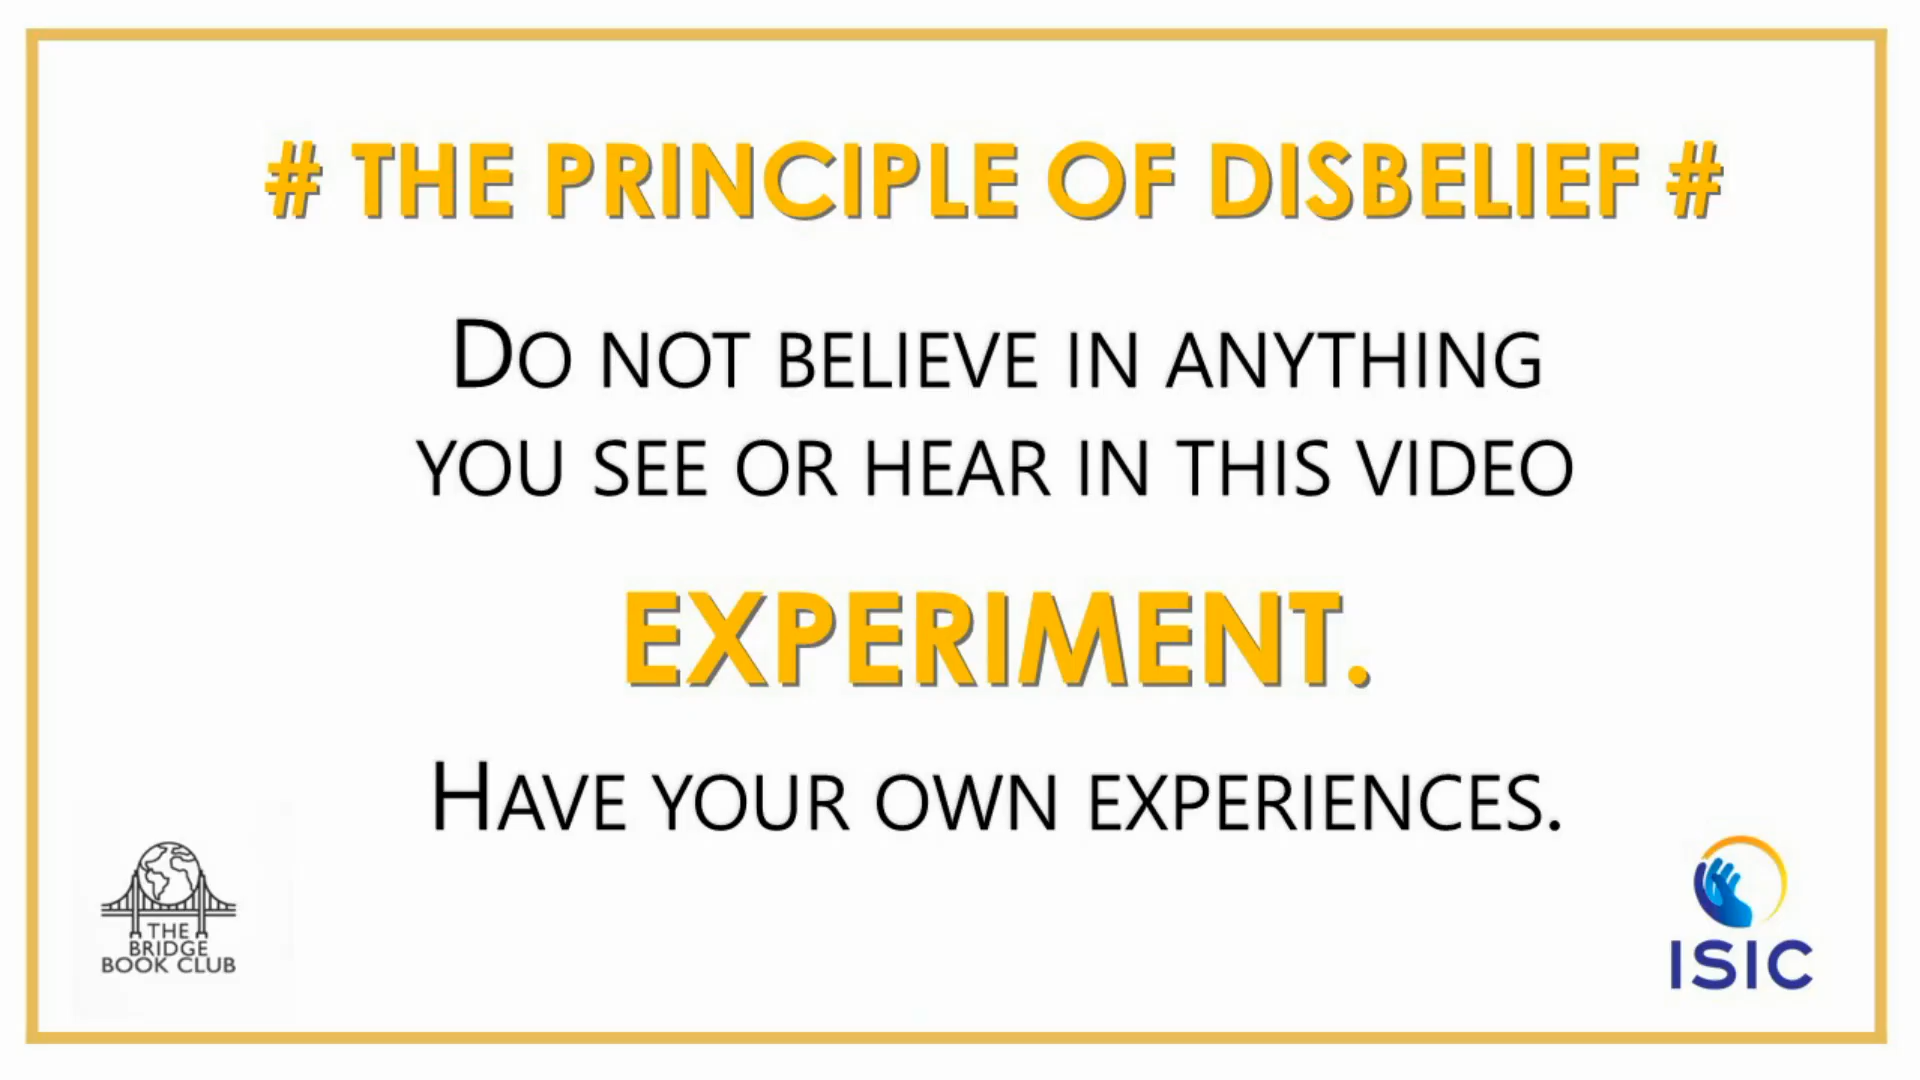 # THE PRINCIPLE OF DISBELIEF #
DO NOT BELIEVE IN ANYTHING
YOU SEE OR HEAR IN THIS VIDEO
EXPERIMENT.
HAVE YOUR OWN EXPERIENCES.
THE
BRIDGE
BOOK CLUB
ISIC